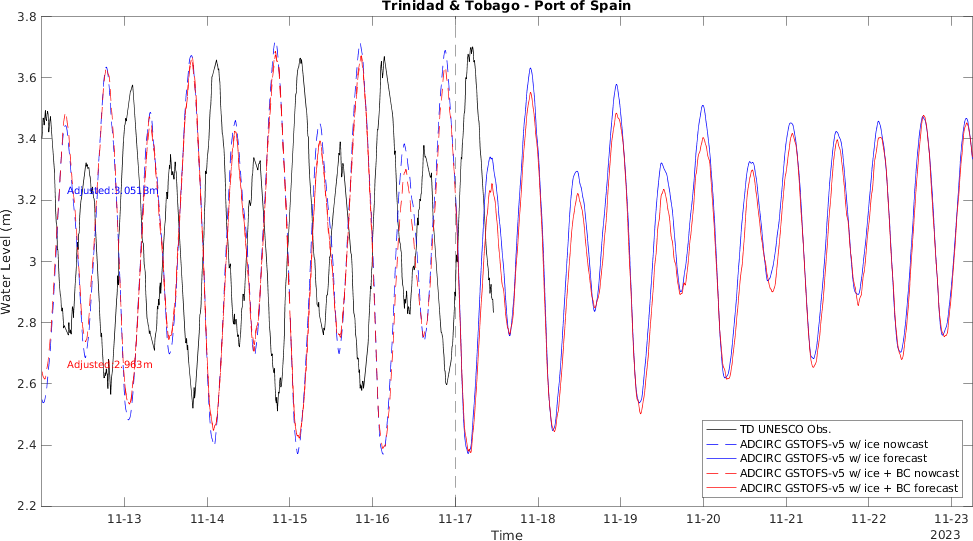 Trinidad & Tobago - Port of Spain
3.8
3.6
3.4
3.2
3
2.8
2.6
2.4
2.2
Water Level (m)
Adjusted:3.0513m
Adjusted:2.963m
TD UNESCO Obs.
ADCIRC GSTOFS-v5 w/ ice nowcast
ADCIRC GSTOFS-v5 w/ ice forecast
ADCIRC GSTOFS-v5 w/ ice + BC nowcast
ADCIRC GSTOFS-v5 w/ ice + BC forecast
11-13 11-14 11-15 11-16 11-17 11-18 11-19 11-20 11-21 11-22 11-23
2023
Time